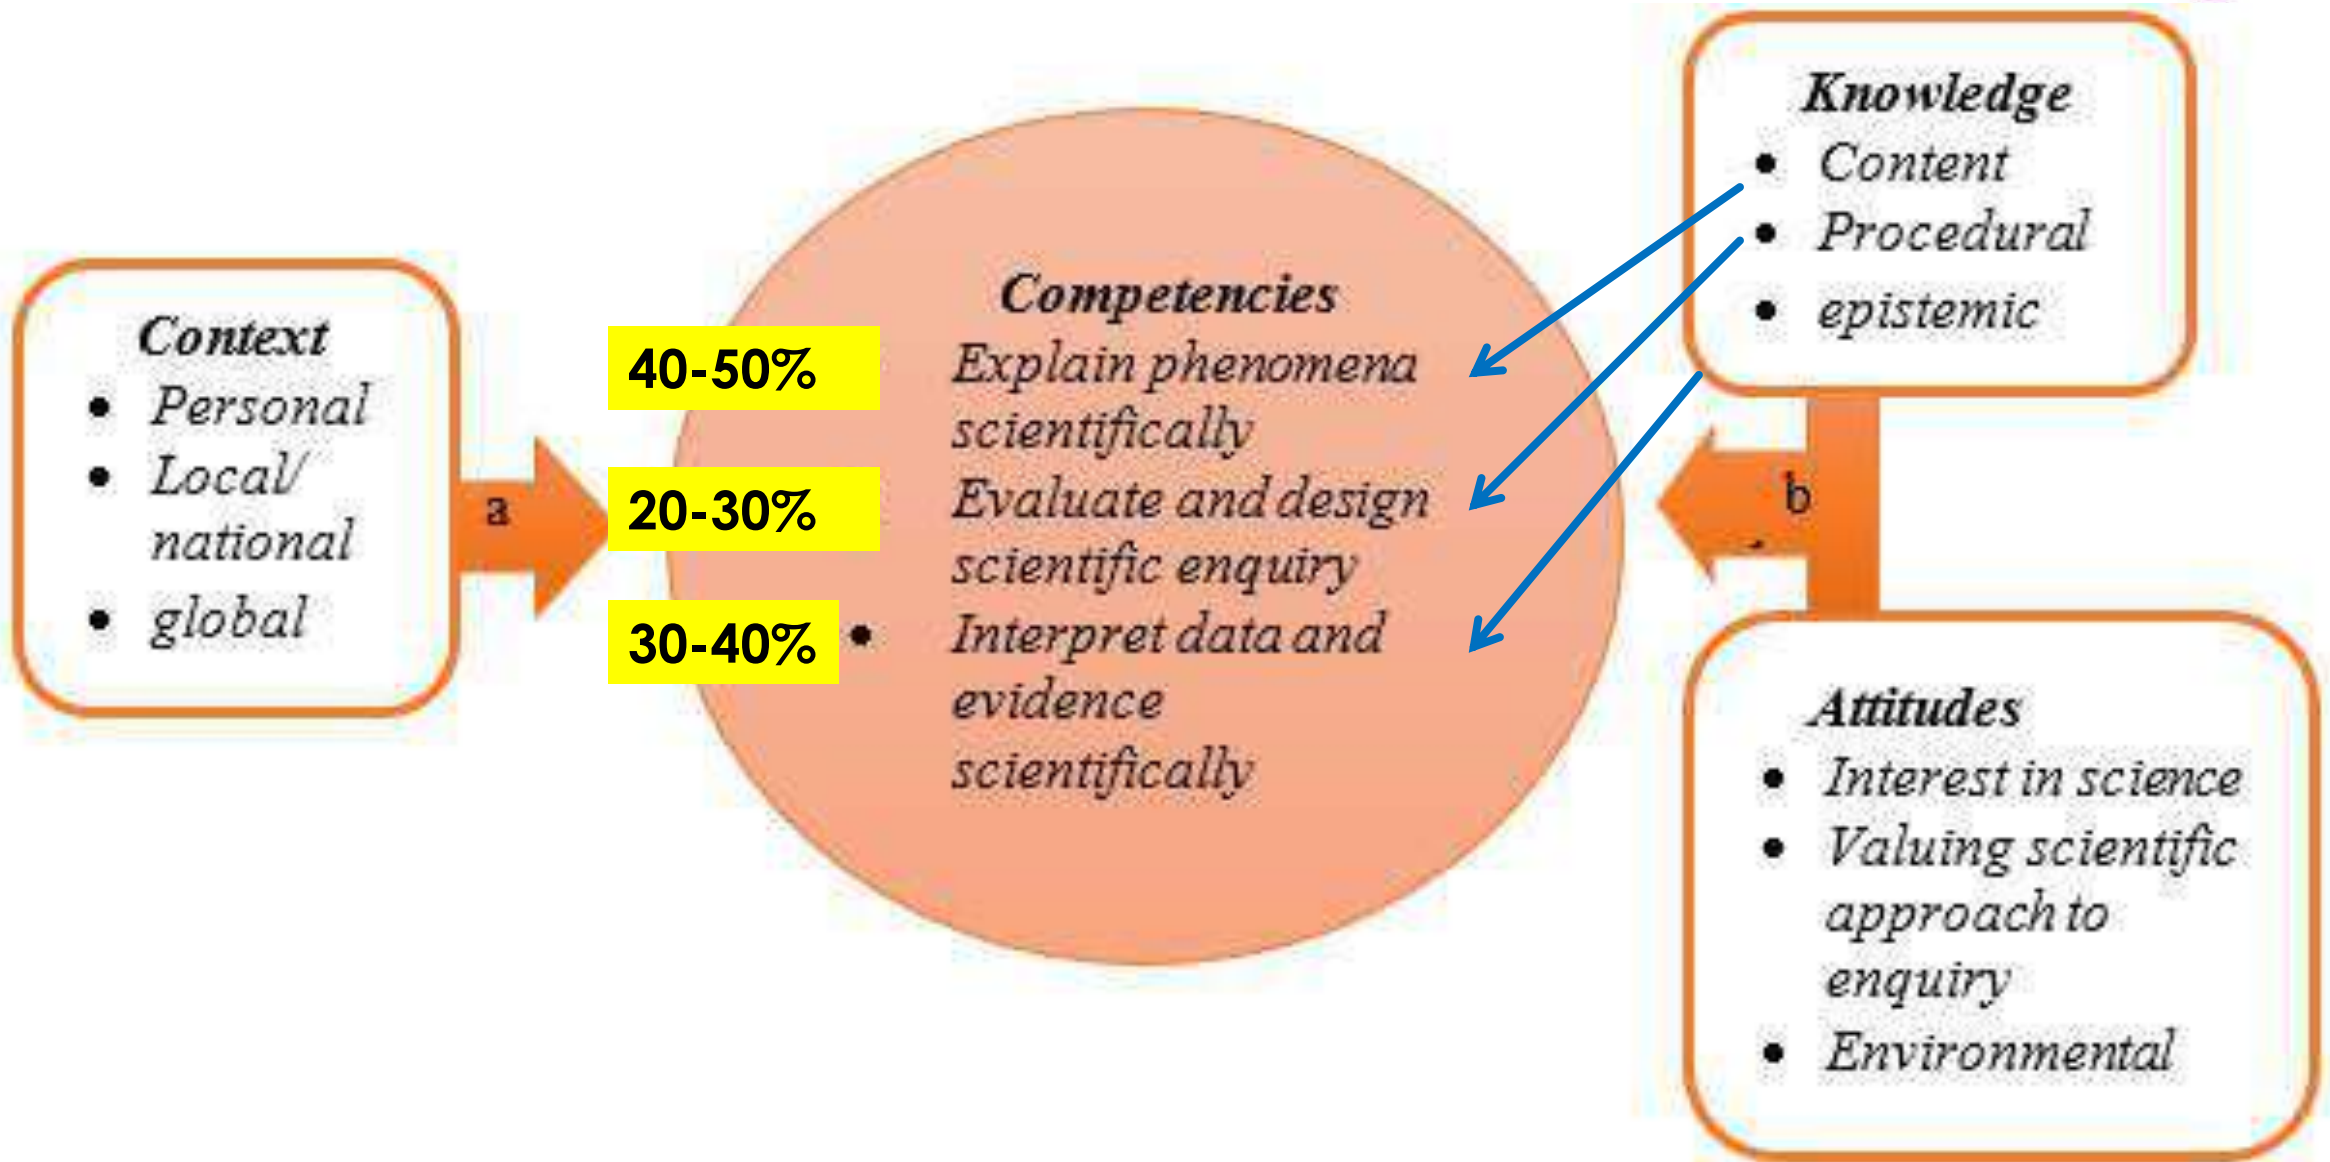 Context
• Personal
• Local/
national
• global
a
40-50%
20-30%
30-40%
Competencies
Explain phenomena
scientifically
Evaluate and design
scientific enquiry
• Interpret data and
evidence
scientifically
Knowledge
• Content
• Procedural
• epistemic
b
Attitudes
• Interest in science
• Valuing scientific
approach to
enquiry
• Environmental